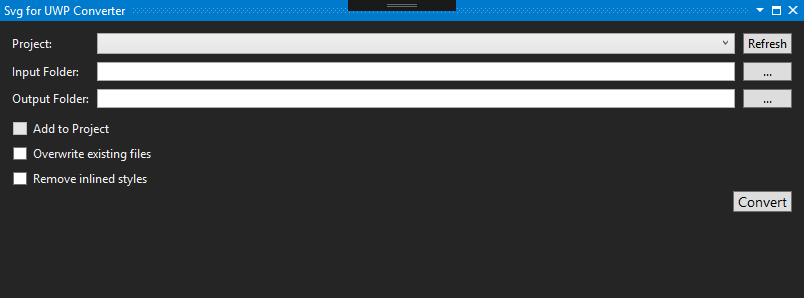 Svg for UWP Converter
Project: Refresh
Input Folder: ...
Output Folder: ...
Add to Project
Overwrite existing files
Remove inlined styles
Convert